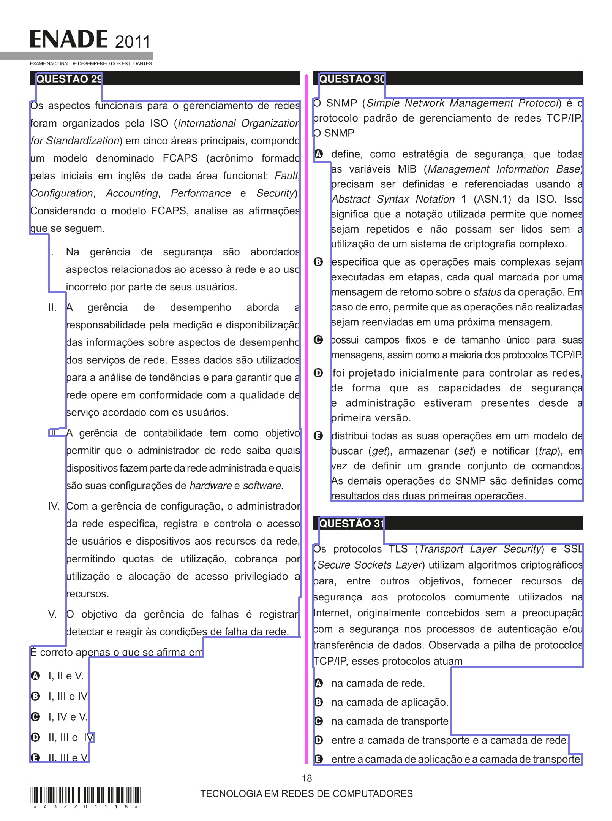 ENADE 2011
EXAME NACIONAL DE DESEMPENHO DOS ESTUDANTES
QUESTÃO 29
Os aspectos funcionais para o gerenciamento de redes
foram organizados pela ISO (International Organization
for Standardization) em cinco áreas principais, compondo
um modelo denominado FCAPS (acrônimo formado
pelas iniciais em inglês de cada área funcional: Fault,
Configuration, Accounting, Performance e Security).
Considerando o modelo FCAPS, analise as afirmações
que se seguem.
I. Na gerência de segurança são abordados
aspectos relacionados ao acesso à rede e ao uso
incorreto por parte de seus usuários.
II. A gerência de desempenho aborda a
responsabilidade pela medição e disponibilização
das informações sobre aspectos de desempenho
dos serviços de rede. Esses dados são utilizados
para a análise de tendências e para garantir que a
rede opere em conformidade com a qualidade de
serviço acordado com os usuários.
III. A gerência de contabilidade tem como objetivo
permitir que o administrador de rede saiba quais
dispositivos fazem parte da rede administrada e quais
são suas configurações de hardware e software.
IV. Com a gerência de configuração, o administrador
da rede especifica, registra e controla o acesso
de usuários e dispositivos aos recursos da rede,
permitindo quotas de utilização, cobrança por
utilização e alocação de acesso privilegiado a
recursos.
V. O objetivo da gerência de falhas é registrar,
detectar e reagir às condições de falha da rede.
É correto apenas o que se afirma em
A I, II e V.
B I, III e IV.
C I, IV e V.
D II, III e IV.
E II, III e V.
QUESTÃO 30
O SNMP (Simple Network Management Protocol) é o
protocolo padrão de gerenciamento de redes TCP/IP.
O SNMP
A define, como estratégia de segurança, que todas
as variáveis MIB (Management Information Base)
precisam ser definidas e referenciadas usando a
Abstract Syntax Notation 1 (ASN.1) da ISO. Isso
significa que a notação utilizada permite que nomes
sejam repetidos e não possam ser lidos sem a
utilização de um sistema de criptografia complexo.
B especifica que as operações mais complexas sejam
executadas em etapas, cada qual marcada por uma
mensagem de retorno sobre o status da operação. Em
caso de erro, permite que as operações não realizadas
sejam reenviadas em uma próxima mensagem.
C possui campos fixos e de tamanho único para suas
mensagens, assim como a maioria dos protocolos TCP/IP.
D foi projetado inicialmente para controlar as redes,
de forma que as capacidades de segurança
e administração estiveram presentes desde a
primeira versão.
E distribui todas as suas operações em um modelo de
buscar (get), armazenar (set) e notificar (trap), em
vez de definir um grande conjunto de comandos.
As demais operações do SNMP são definidas como
resultados das duas primeiras operações.
QUESTÃO 31
Os protocolos TLS (Transport Layer Security) e SSL
(Secure Sockets Layer) utilizam algoritmos criptográficos
para, entre outros objetivos, fornecer recursos de
segurança aos protocolos comumente utilizados na
Internet, originalmente concebidos sem a preocupação
com a segurança nos processos de autenticação e/ou
transferência de dados. Observada a pilha de protocolos
TCP/IP, esses protocolos atuam
A na camada de rede.
B na camada de aplicação.
C na camada de transporte.
D entre a camada de transporte e a camada de rede.
E entre a camada de aplicação e a camada de transporte.
18
TECNOLOGIA EM REDES DE COMPUTADORES